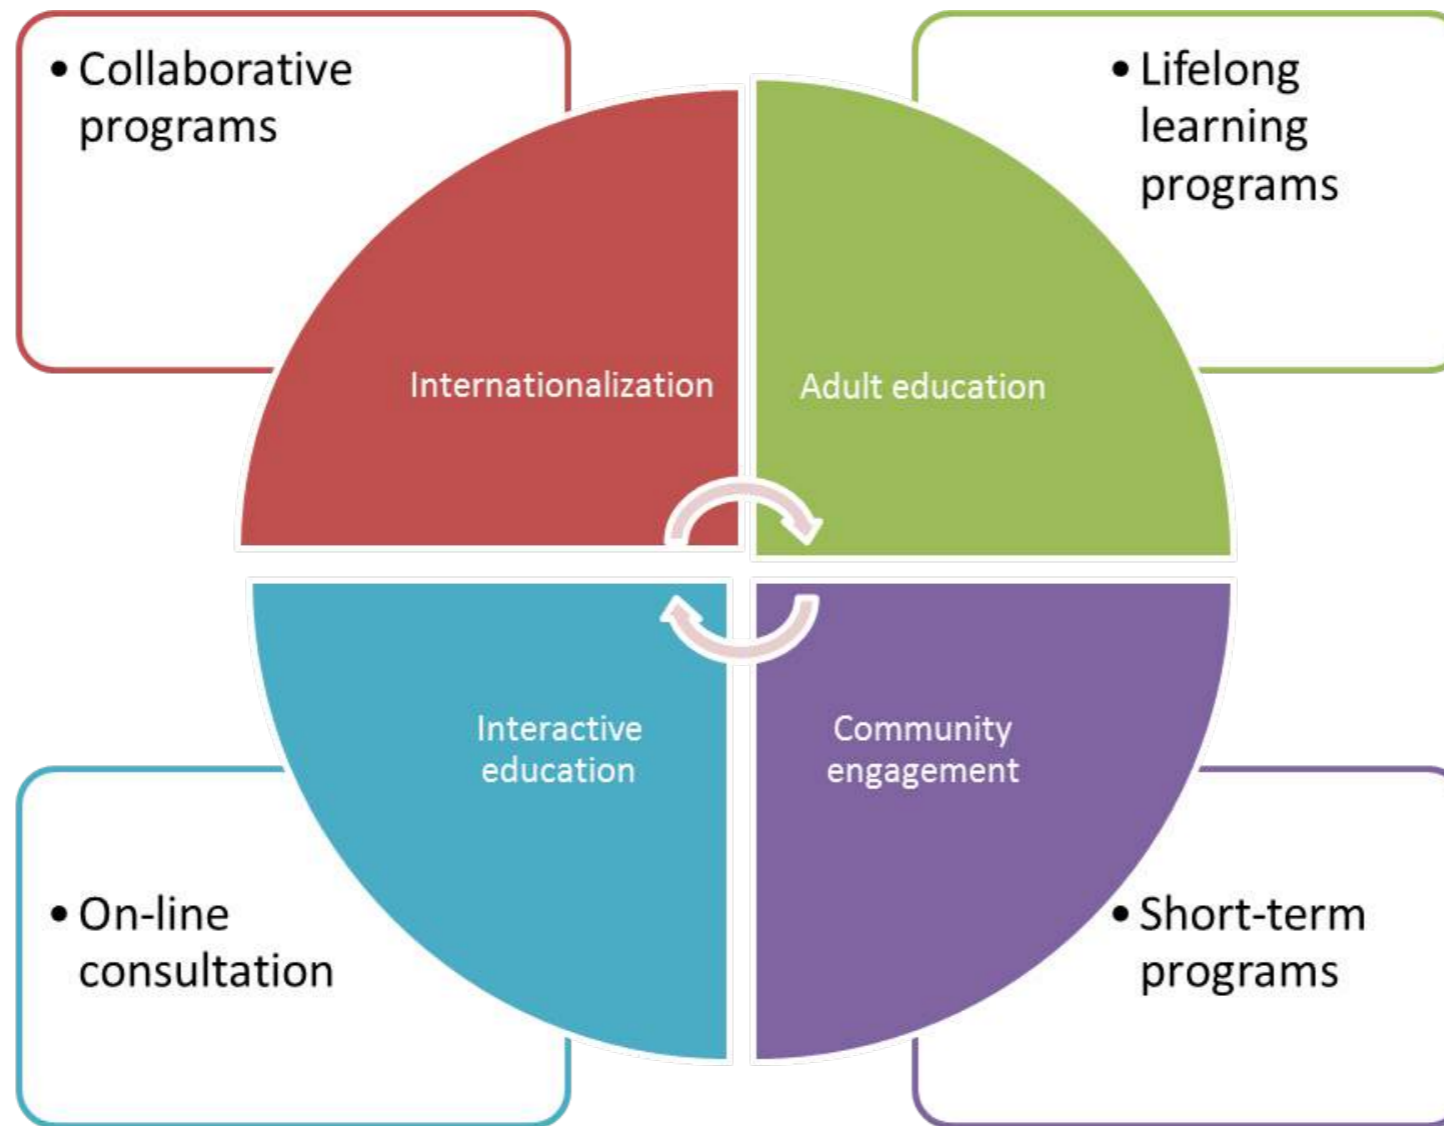 • Collaborative
programs
• Lifelong
learning
programs
Internationalization
Adult education
Interactive
education
Community
engagement
• On-line
consultation
• Short-term
programs